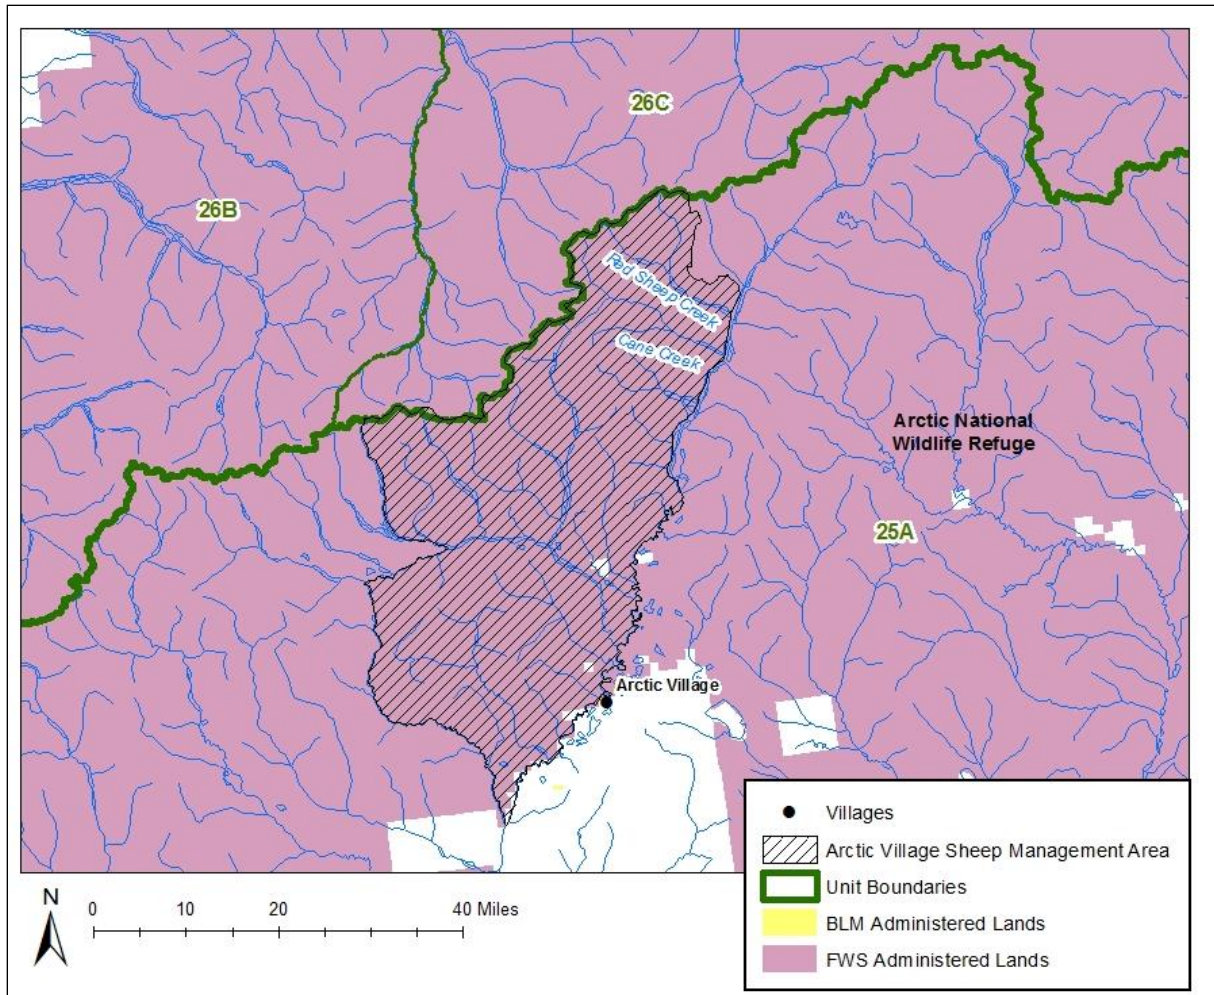 26C
26B
Red Sheep Creek
Cane Creek
Arctic National
Wildlife Refuge
25A
Arctic Village
Villages
Arctic Village Sheep Management Area
Unit Boundaries
BLM Administered Lands
FWS Administered Lands
N
0 10 20 40 Miles